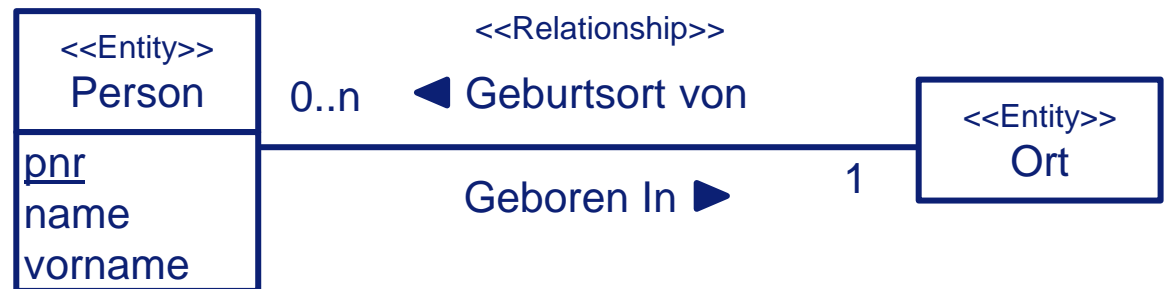 <<Entity>>
Person
pnr
name
vorname
<<Relationship>>
0..n ◀ Geburtsort von
Geboren In ▶ 1
<<Entity>>
Ort